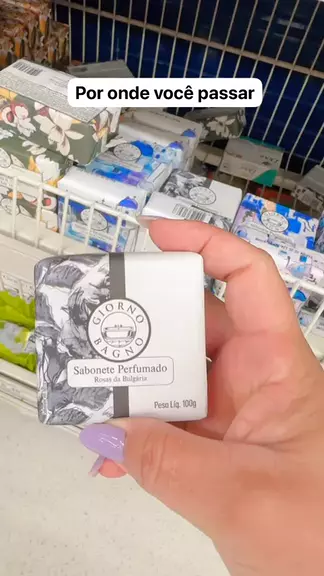 Por onde você passar
GIORNO
BAGNO
Sabonete Perfumado
Rosas da Bulgária
Peso Líq. 100g